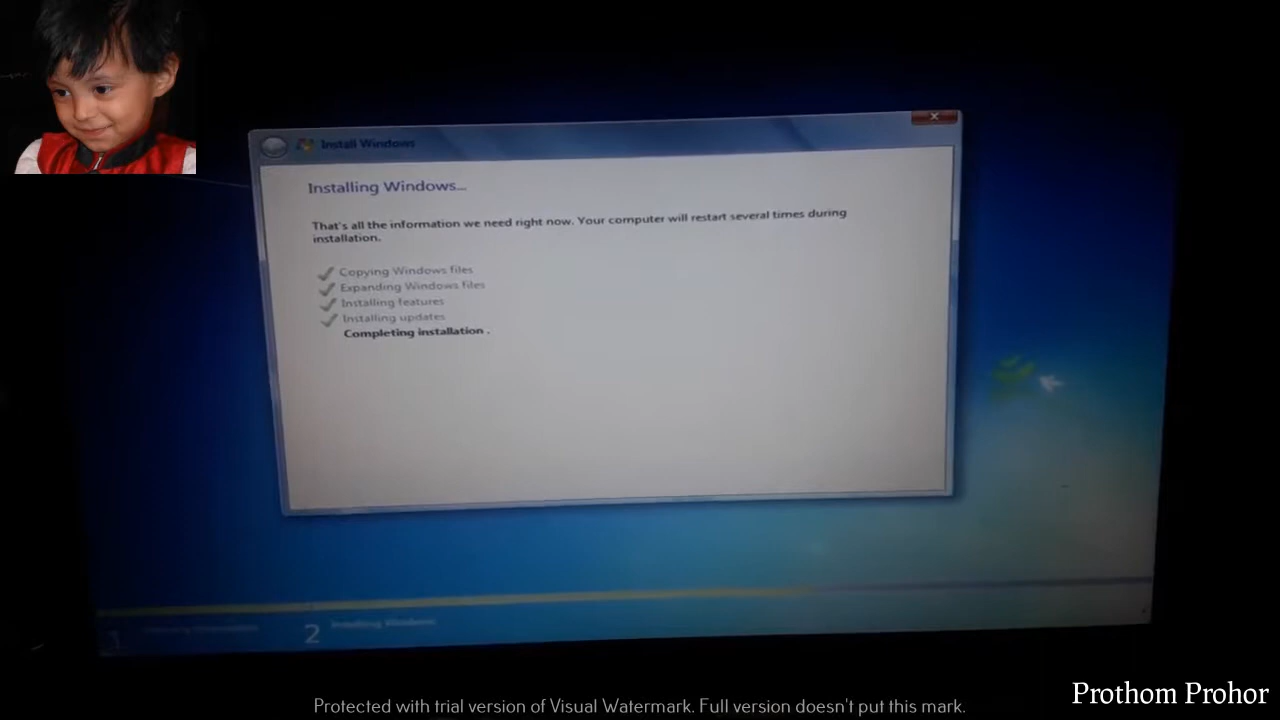 Install Windows
Installing Windows...
That's all the information we need right now. Your computer will restart several times during
installation.
Copying Windows files
Expanding Windows files
Installing features
Installing updates
Completing installation .
1
2 Installing Windows
Prothom Prohor
Protected with trial version of Visual Watermark. Full version doesn't put this mark.